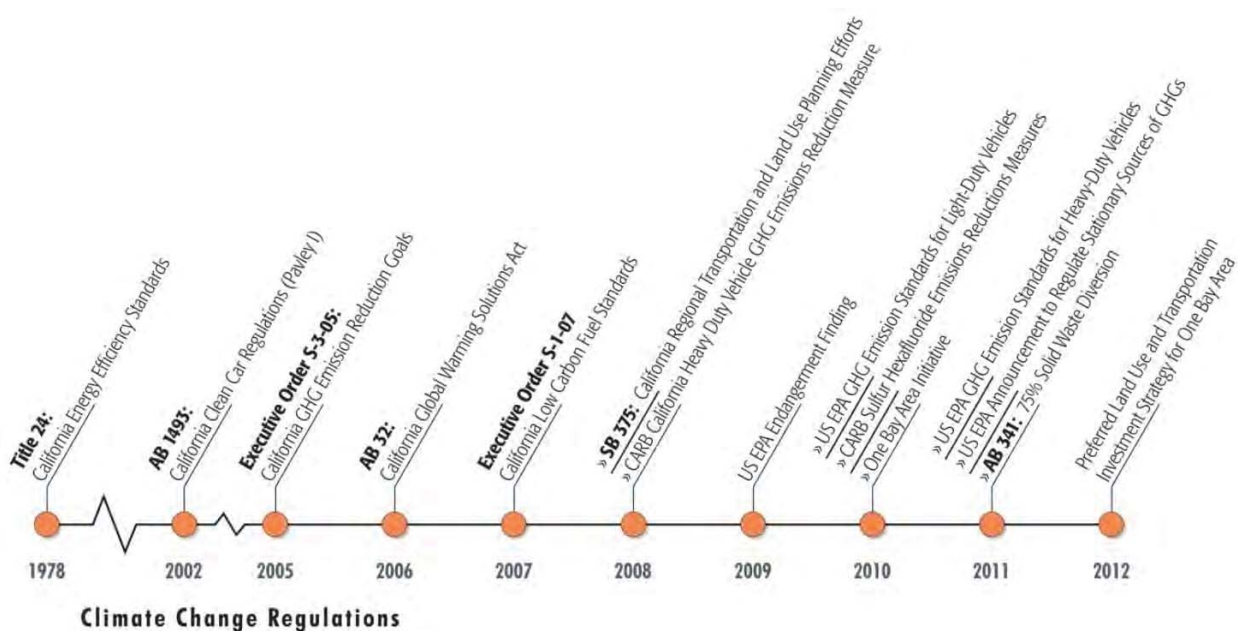 Title 24:
California Energy Efficiency Standards
AB 1493:
California Clean Car Regulations (Pavley I)
Executive Order S-3-05:
California GHG Emission Reduction Goals
AB 32:
California Global Warming Solutions Act
Executive Order S-1-07
California Low Carbon Fuel Standards
» SB 375: California Regional Transportation and Land Use Planning Efforts
» CARB California Heavy Duty Vehicle GHG Emissions Reduction Measure
US EPA Endangerment Finding
» US EPA GHG Emission Standards for Light-Duty Vehicles
» CARB Sulfur Hexafluoride Emissions Reductions Measures
» One Bay Area Initiative
» US EPA GHG Emission Standards for Heavy-Duty Vehicles
» US EPA Announcement to Regulate Stationary Sources of GHGs
» AB 341: 75% Solid Waste Diversion
Preferred Land Use and Transportation
Investment Strategy for One Bay Area
1978
2002
2005
2006
2007
2008
2009
2010
2011
2012
Climate Change Regulations